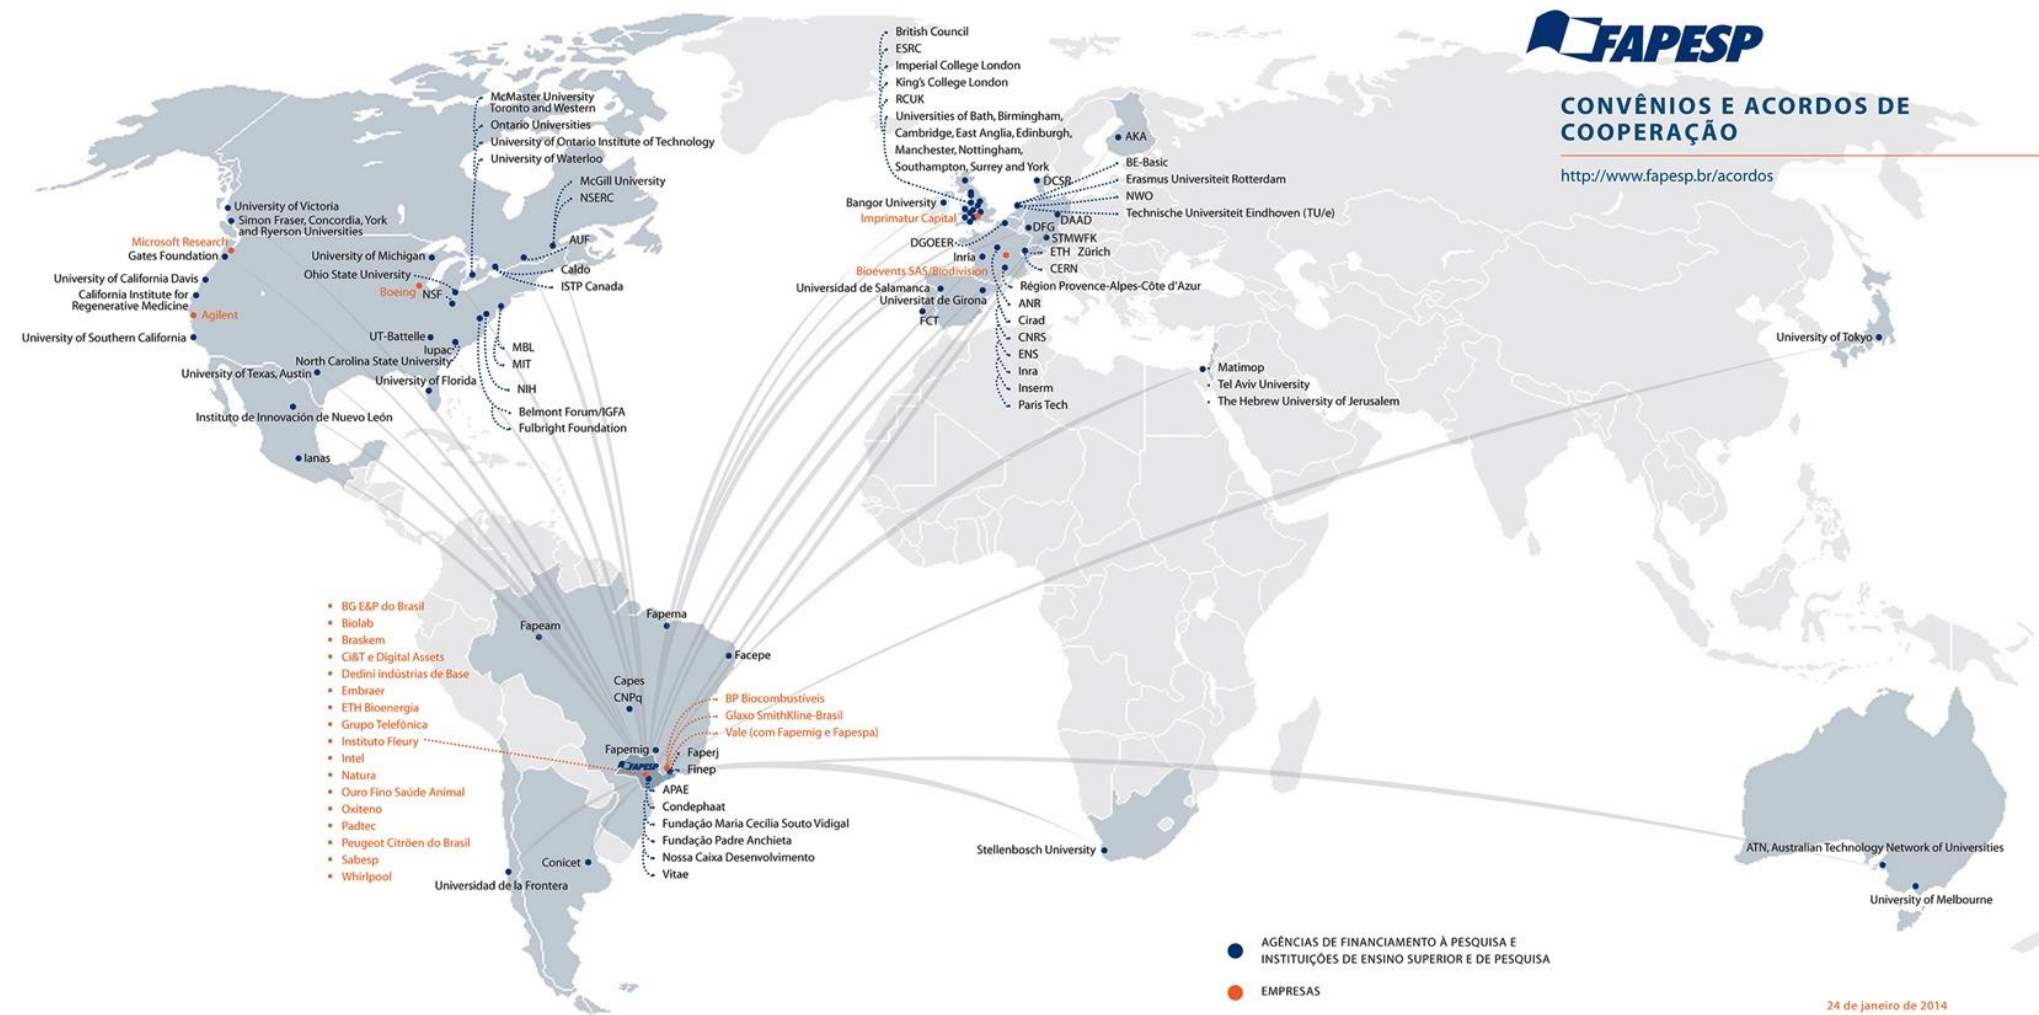 FAPESP
CONVÊNIOS E ACORDOS DE
COOPERAÇÃO
http://www.fapesp.br/acordos
McMaster University
Toronto and Western
Ontario Universities
University of Ontario Institute of Technology
University of Waterloo
McGill University
NSERC
AUF
Caldo
ISTP Canada
University of Victoria
Simon Fraser, Concordia, York
and Ryerson Universities
Microsoft Research
Gates Foundation
University of Michigan
Ohio State University
Boeing
NSF
University of California Davis
California Institute for
Regenerative Medicine
Agilent
University of Southern California
UT-Battelle
Iupac
North Carolina State University
University of Texas, Austin
University of Florida
MBL
MIT
NIH
Belmont Forum/IGFA
Fulbright Foundation
Instituto de Innovación de Nuevo León
Ianas
British Council
ESRC
Imperial College London
King's College London
RCUK
Universities of Bath, Birmingham,
Cambridge, East Anglia, Edinburgh,
Manchester, Nottingham,
Southampton, Surrey and York
Bangor University
Imprimatur Capital
DCSR
AKA
BE-Basic
Erasmus Universiteit Rotterdam
NWO
Technische Universiteit Eindhoven (TU/e)
DAAD
DFG
STMWFK
DGOEER
Inria
ETH Zürich
CERN
Bioevents SAS/Biodivision
Universidad de Salamanca
Universitat de Girona
FCT
Région Provence-Alpes-Côte d'Azur
ANR
Cirad
CNRS
ENS
Inra
Inserm
Paris Tech
Matimop
Tel Aviv University
The Hebrew University of Jerusalem
University of Tokyo
BG E&P do Brasil
Biolab
Braskem
Ci&T e Digital Assets
Dedini indústrias de Base
Embraer
ETH Bioenergia
Grupo Telefônica
Instituto Fleury
Intel
Natura
Ouro Fino Saúde Animal
Oxiteno
Padtec
Peugeot Citröen do Brasil
Sabesp
Whirlpool
Fapeam
Fapema
Facepe
Capes
CNPq
BP Biocombustíveis
Glaxo SmithKline-Brasil
Vale (com Fapemig e Fapespa)
Fapemig
Faperj
FAPESP
Finep
APAE
Condephaat
Fundação Maria Cecília Souto Vidigal
Fundação Padre Anchieta
Nossa Caixa Desenvolvimento
Vitae
Conicet
Universidad de la Frontera
Stellenbosch University
ATN, Australian Technology Network of Universities
University of Melbourne
AGÊNCIAS DE FINANCIAMENTO À PESQUISA E
INSTITUIÇÕES DE ENSINO SUPERIOR E DE PESQUISA
EMPRESAS
24 de janeiro de 2014